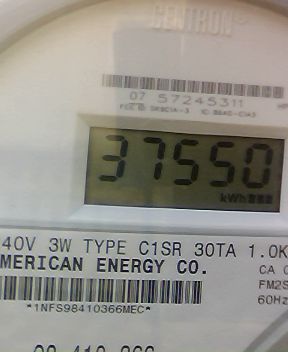 CENTRON®
07 57245311
37550
kWh
40V 3W TYPE C1SR 30TA 1.0K
MERICAN ENERGY CO.
CA 0
FM2S
60Hz
*1NFS98410366MEC*